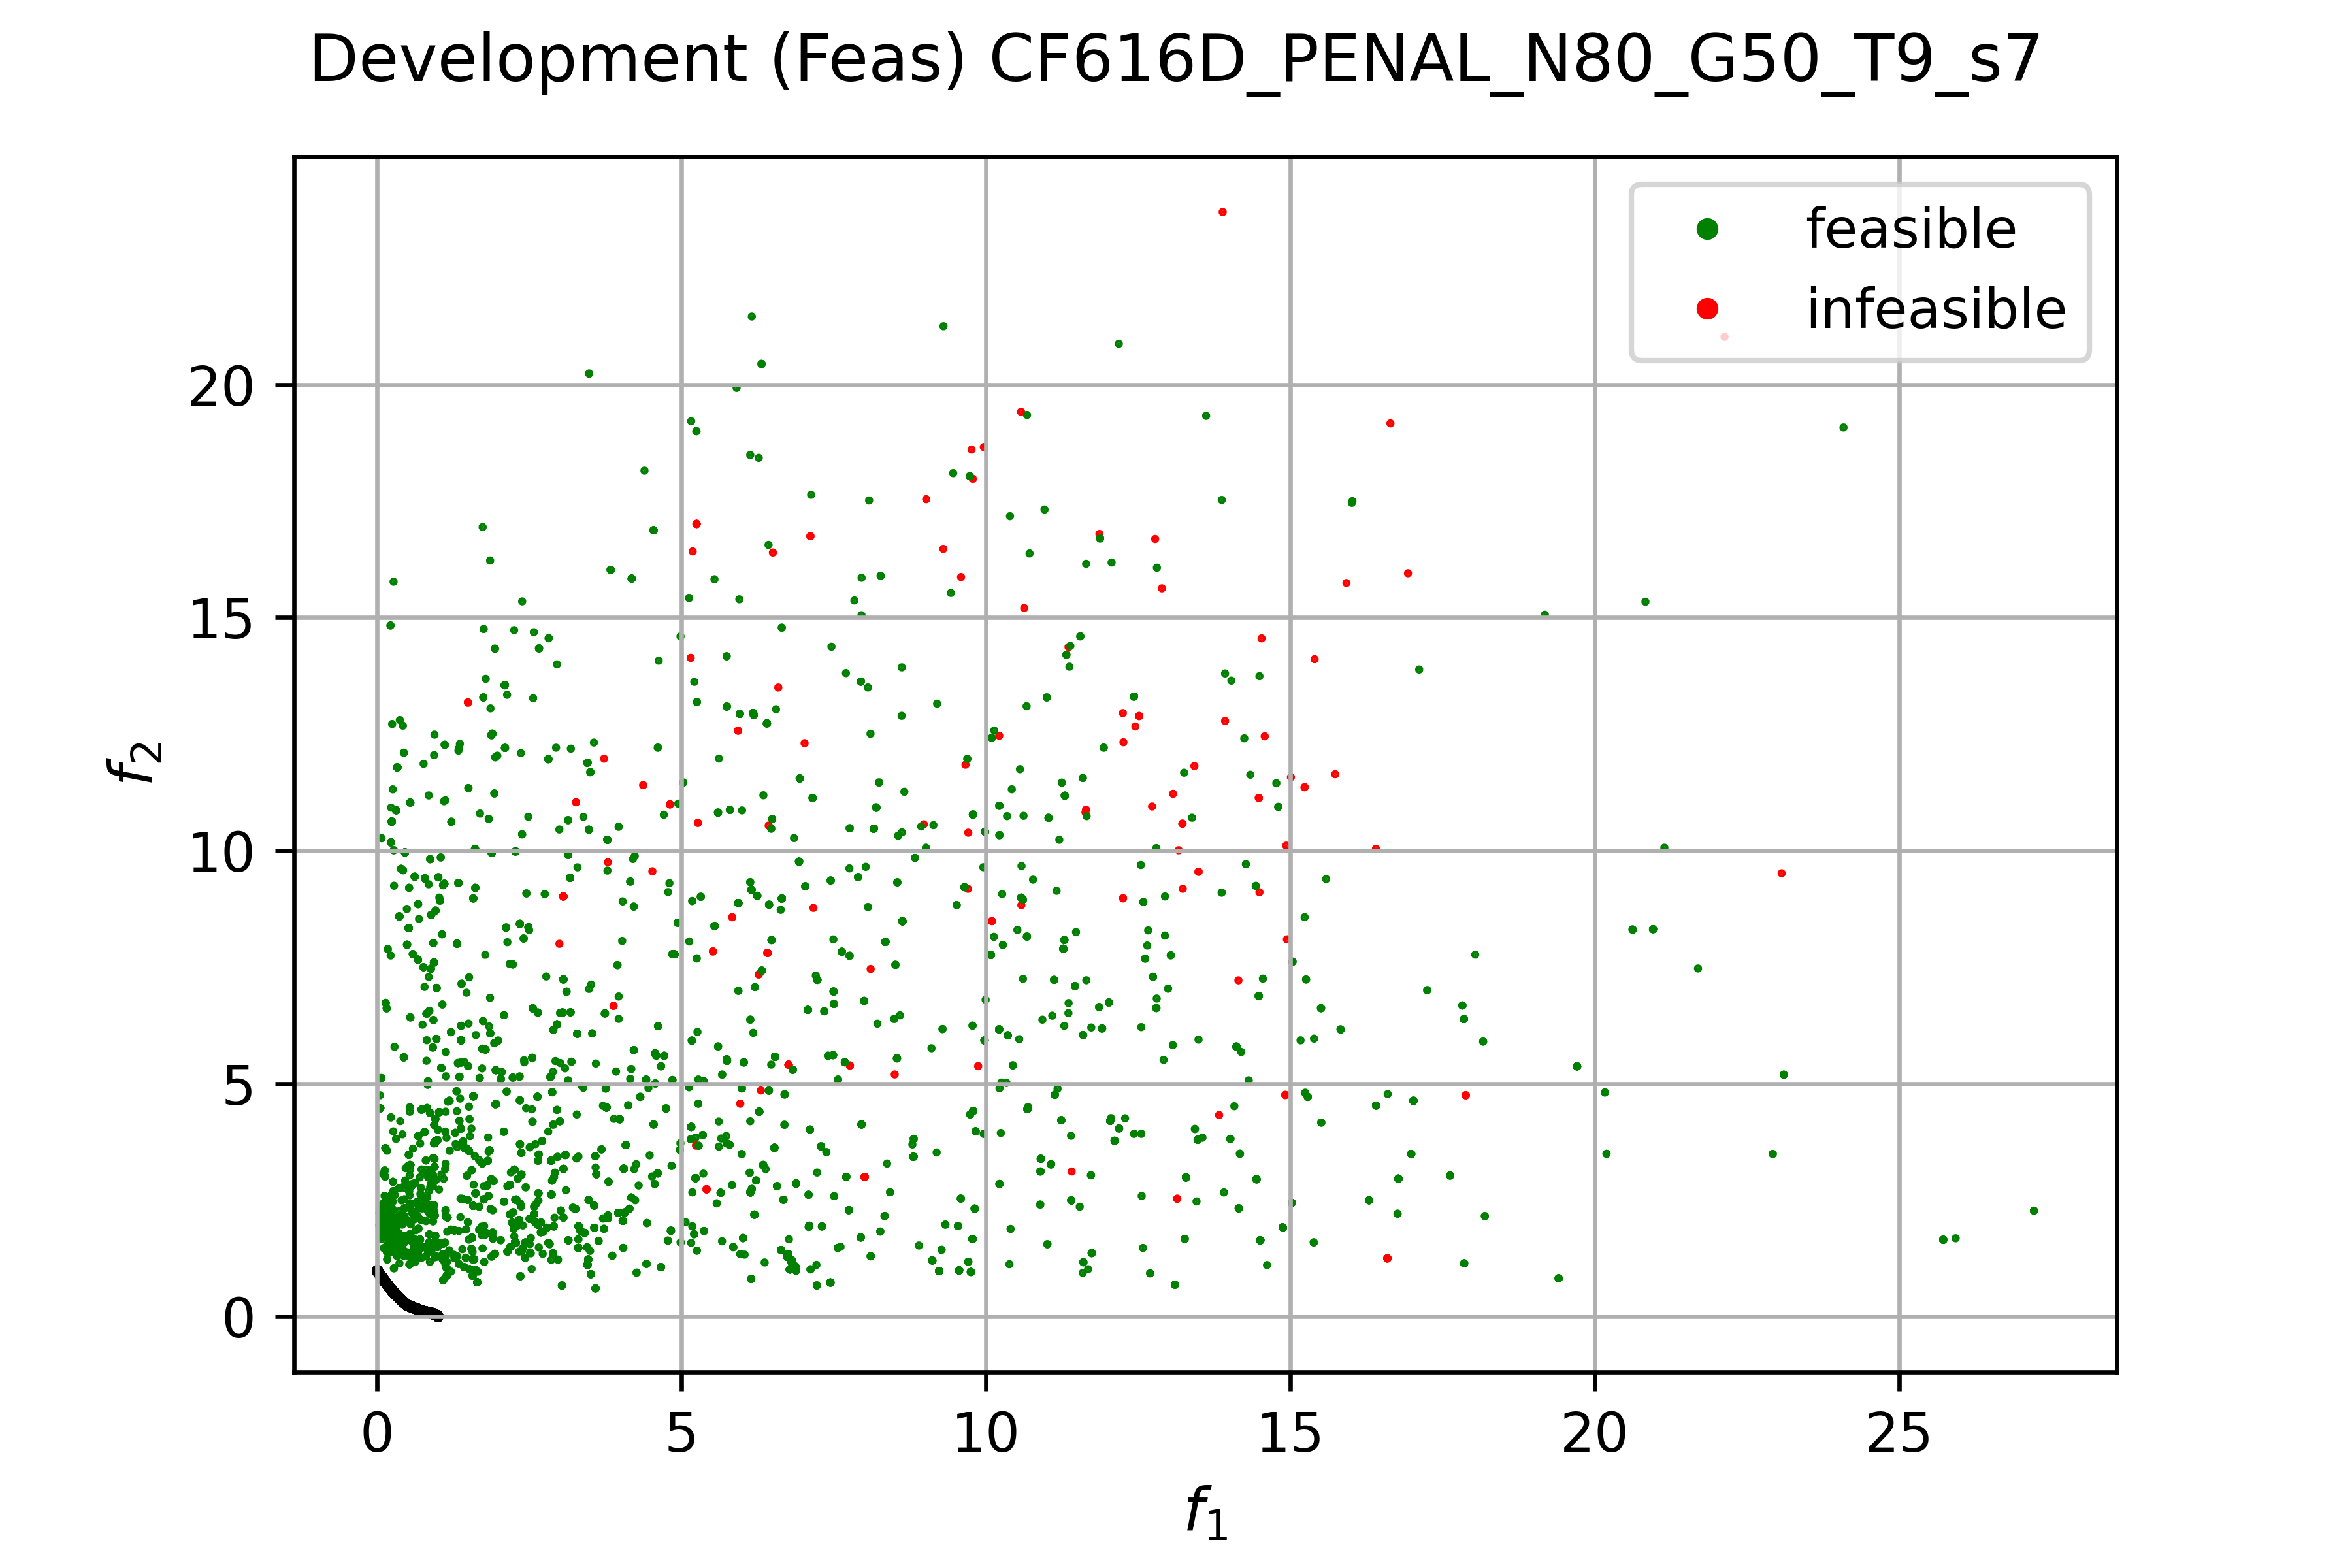 Development (Feas) CF616D_PENAL_N80_G50_T9_s7
feasible
infeasible
20
15
10
5
0
f2
0 5 10 15 20 25
f1